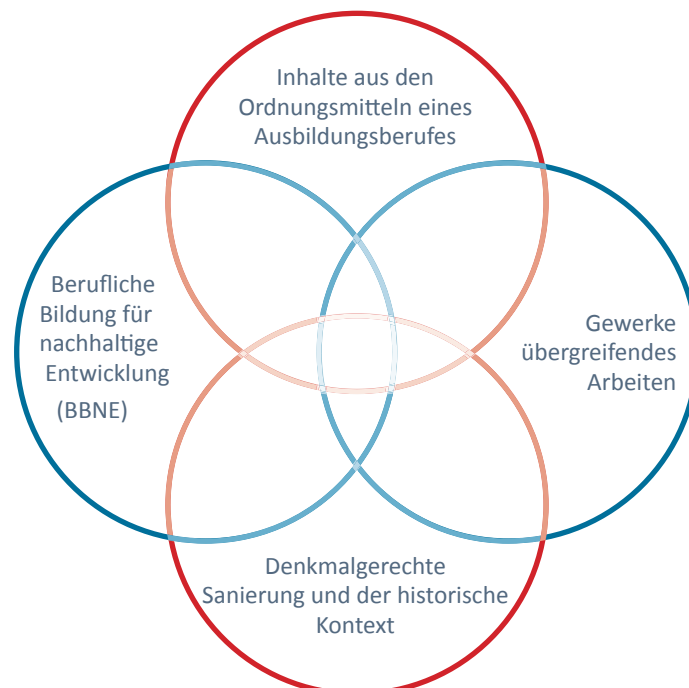 Inhalte aus den
Ordnungsmitteln eines
Ausbildungsberufes
Berufliche
Bildung für
nachhaltige
Entwicklung
(BBNE)
Gewerke
übergreifendes
Arbeiten
Denkmalgerechte
Sanierung und der historische
Kontext